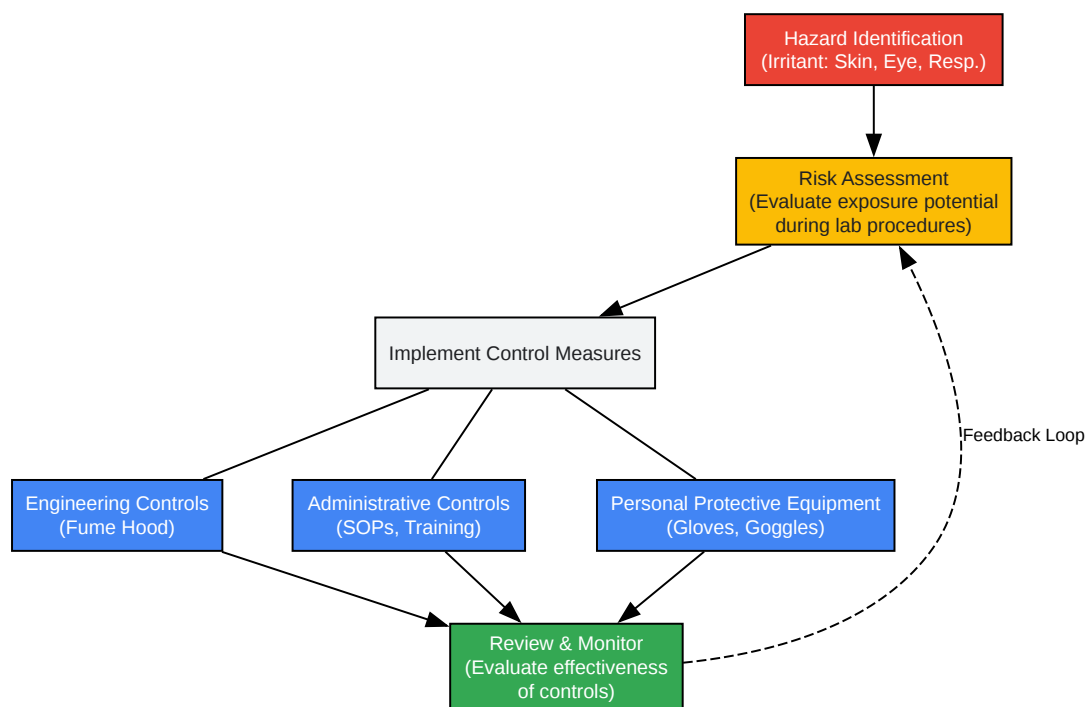 Hazard Identification
(Irritant: Skin, Eye, Resp.)
Risk Assessment
(Evaluate exposure potential
during lab procedures)
Implement Control Measures
Feedback Loop
Engineering Controls
(Fume Hood)
Administrative Controls
(SOPs, Training)
Personal Protective Equipment
(Gloves, Goggles)
Review & Monitor
(Evaluate effectiveness
of controls)